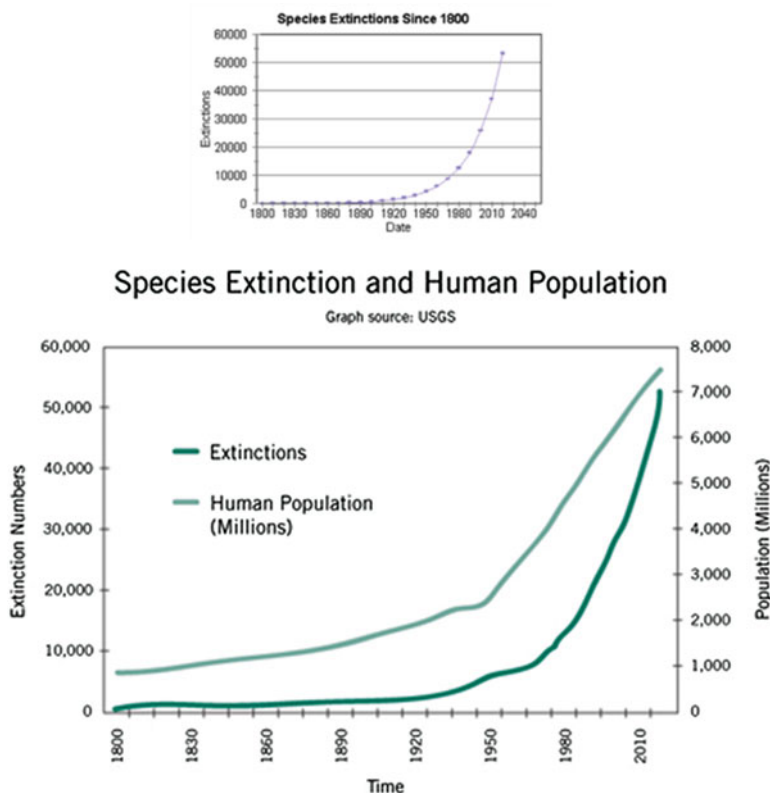 Species Extinctions Since 1800
60000
50000
40000
30000
20000
10000
0
Extinctions
1800 1830 1860 1890 1920 1950 1980 2010 2040
Date
Species Extinction and Human Population
Graph source: USGS
60,000
50,000
40,000
30,000
20,000
10,000
0
Extinction Numbers
Extinctions
Human Population
(Millions)
8,000
7,000
6,000
5,000
4,000
3,000
2,000
1,000
0
Population (Millions)
1800 1830 1860 1890 1920 1950 1980 2010
Time